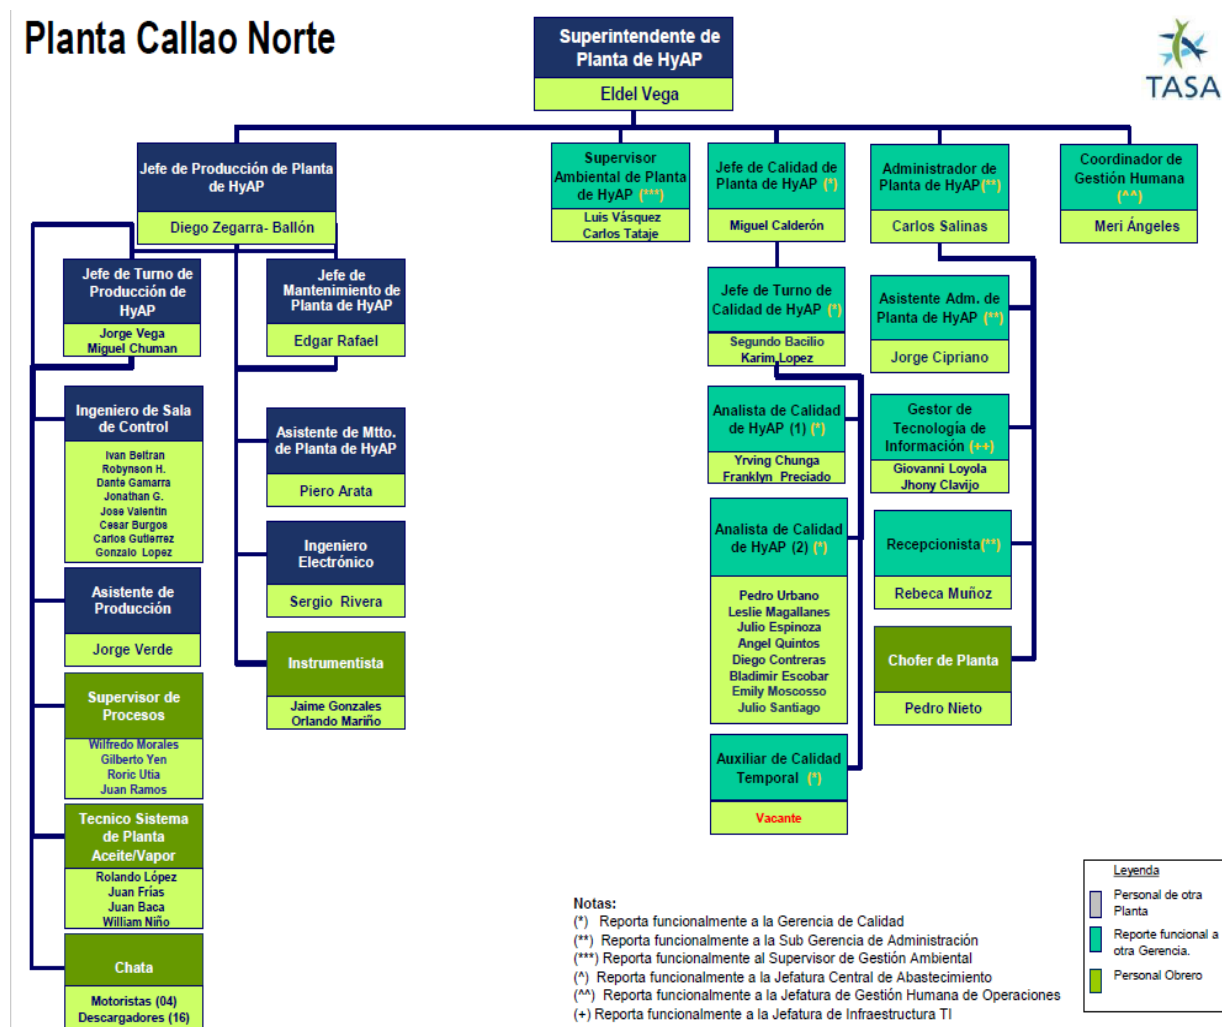 Planta Callao Norte
Superintendente de
Planta de HyAP
Eldel Vega
TASA
Jefe de Producción de Planta
de HyAP
Diego Zegarra- Ballón
Supervisor
Ambiental de Planta
de HyAP (***)
Luis Vásquez
Carlos Tataje
Jefe de Calidad de
Planta de HyAP (*)
Miguel Calderón
Administrador de
Planta de HyAP(**)
Carlos Salinas
Coordinador de
Gestión Humana
(^^)
Meri Ángeles
Jefe de Turno de
Producción de
HyAP
Jorge Vega
Miguel Chuman
Jefe de
Mantenimiento de
Planta de HyAP
Edgar Rafael
Jefe de Turno de
Calidad de HyAP (*)
Segundo Bacilio
Karim Lopez
Asistente Adm. de
Planta de HyAP (**)
Jorge Cipriano
Ingeniero de Sala
de Control
Ivan Beltran
Robynson H.
Dante Gamarra
Jonathan G.
Jose Valentin
Cesar Burgos
Carlos Gutierrez
Gonzalo Lopez
Asistente de Mtto.
de Planta de HyAP
Piero Arata
Analista de Calidad
de HyAP (1) (*)
Yrving Chunga
Franklyn Preciado
Gestor de
Tecnología de
Información (++)
Giovanni Loyola
Jhony Clavijo
Ingeniero
Electrónico
Sergio Rivera
Analista de Calidad
de HyAP (2) (*)
Pedro Urbano
Leslie Magallanes
Julio Espinoza
Angel Quintos
Diego Contreras
Bladimir Escobar
Emily Moscosso
Julio Santiago
Recepcionista(**)
Rebeca Muñoz
Asistente de
Producción
Jorge Verde
Instrumentista
Jaime Gonzales
Orlando Mariño
Chofer de Planta
Pedro Nieto
Supervisor de
Procesos
Wilfredo Morales
Gilberto Yen
Roric Utia
Juan Ramos
Auxiliar de Calidad
Temporal (*)
Vacante
Tecnico Sistema
de Planta
Aceite/Vapor
Rolando López
Juan Frías
Juan Baca
William Niño
Chata
Motoristas (04)
Descargadores (16)
Notas:
(*) Reporta funcionalmente a la Gerencia de Calidad
(**) Reporta funcionalmente a la Sub Gerencia de Administración
(***) Reporta funcionalmente al Supervisor de Gestión Ambiental
(^) Reporta funcionalmente a la Jefatura Central de Abastecimiento
(^^) Reporta funcionalmente a la Jefatura de Gestión Humana de Operaciones
(+) Reporta funcionalmente a la Jefatura de Infraestructura TI
Leyenda
Personal de otra
Planta
Reporte funcional a
otra Gerencia.
Personal Obrero